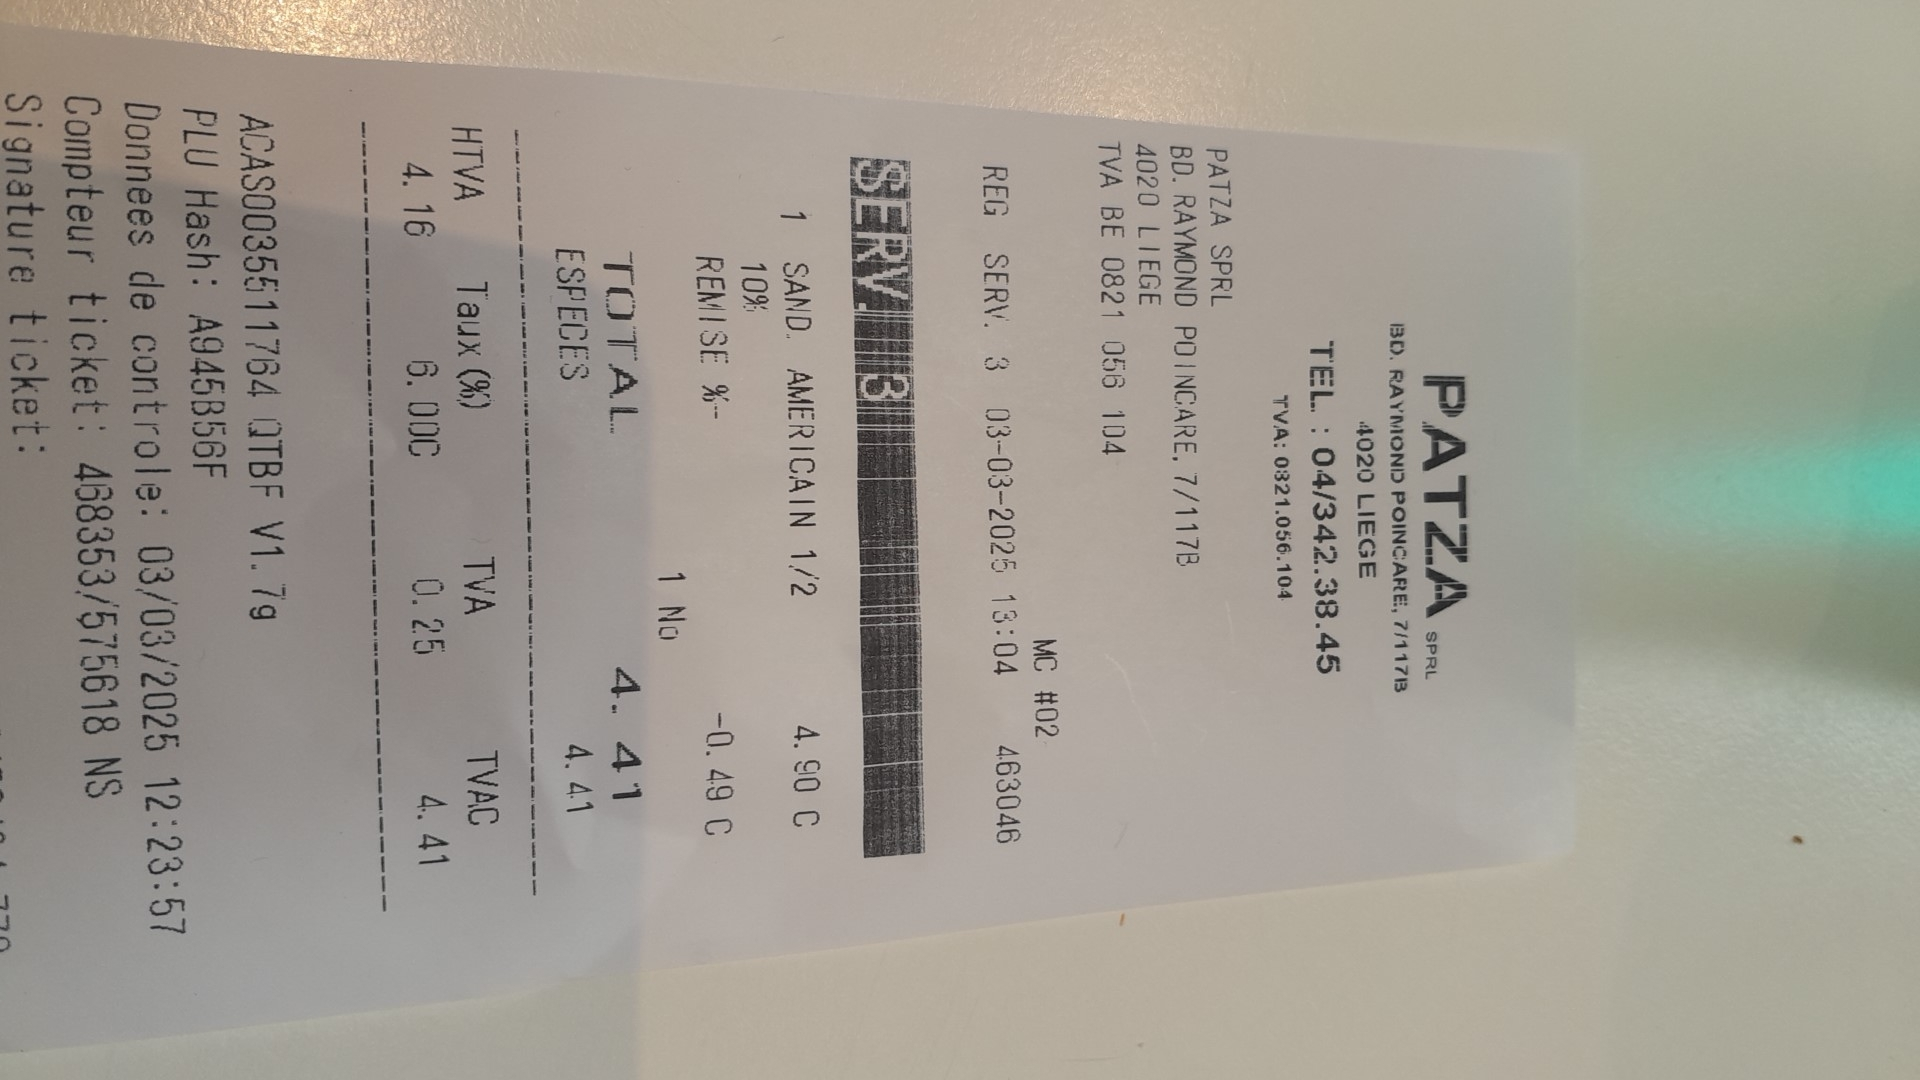 PATZA SPRL
BD. RAYMOND POINCARE, 7/117B
4020 LIEGE
TEL. : 04/342.38.45
TVA: 0821.056.104
PATZA SPRL
BD. RAYMOND POINCARE, 7/117B
4020 LIEGE
TVA BE 0821 056 104
MC #02
REG SERV. 3 03-03-2025 13:04 463046
SERV. 3
1 SAND. AMERICAIN 1/2 4.90 C
10%
REMISE %- -0.49 C
1 No
TOTAL 4.41
ESPECES 4.41
HTVA Taux(%) TVA TVAC
4.16 6.00C 0.25 4.41
ACAS0035511764 QTBF V1.7g
PLU Hash: A945B56F
Donnees de controle: 03/03/2025 12:23:57
Compteur ticket: 468353/575618 NS
Signature ticket: